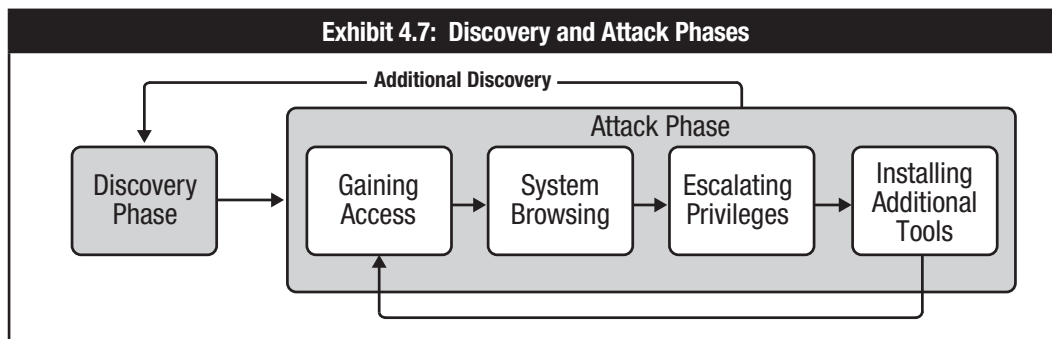 Exhibit 4.7: Discovery and Attack Phases
Additional Discovery
Attack Phase
Discovery
Phase
Gaining
Access
System
Browsing
Escalating
Privileges
Installing
Additional
Tools